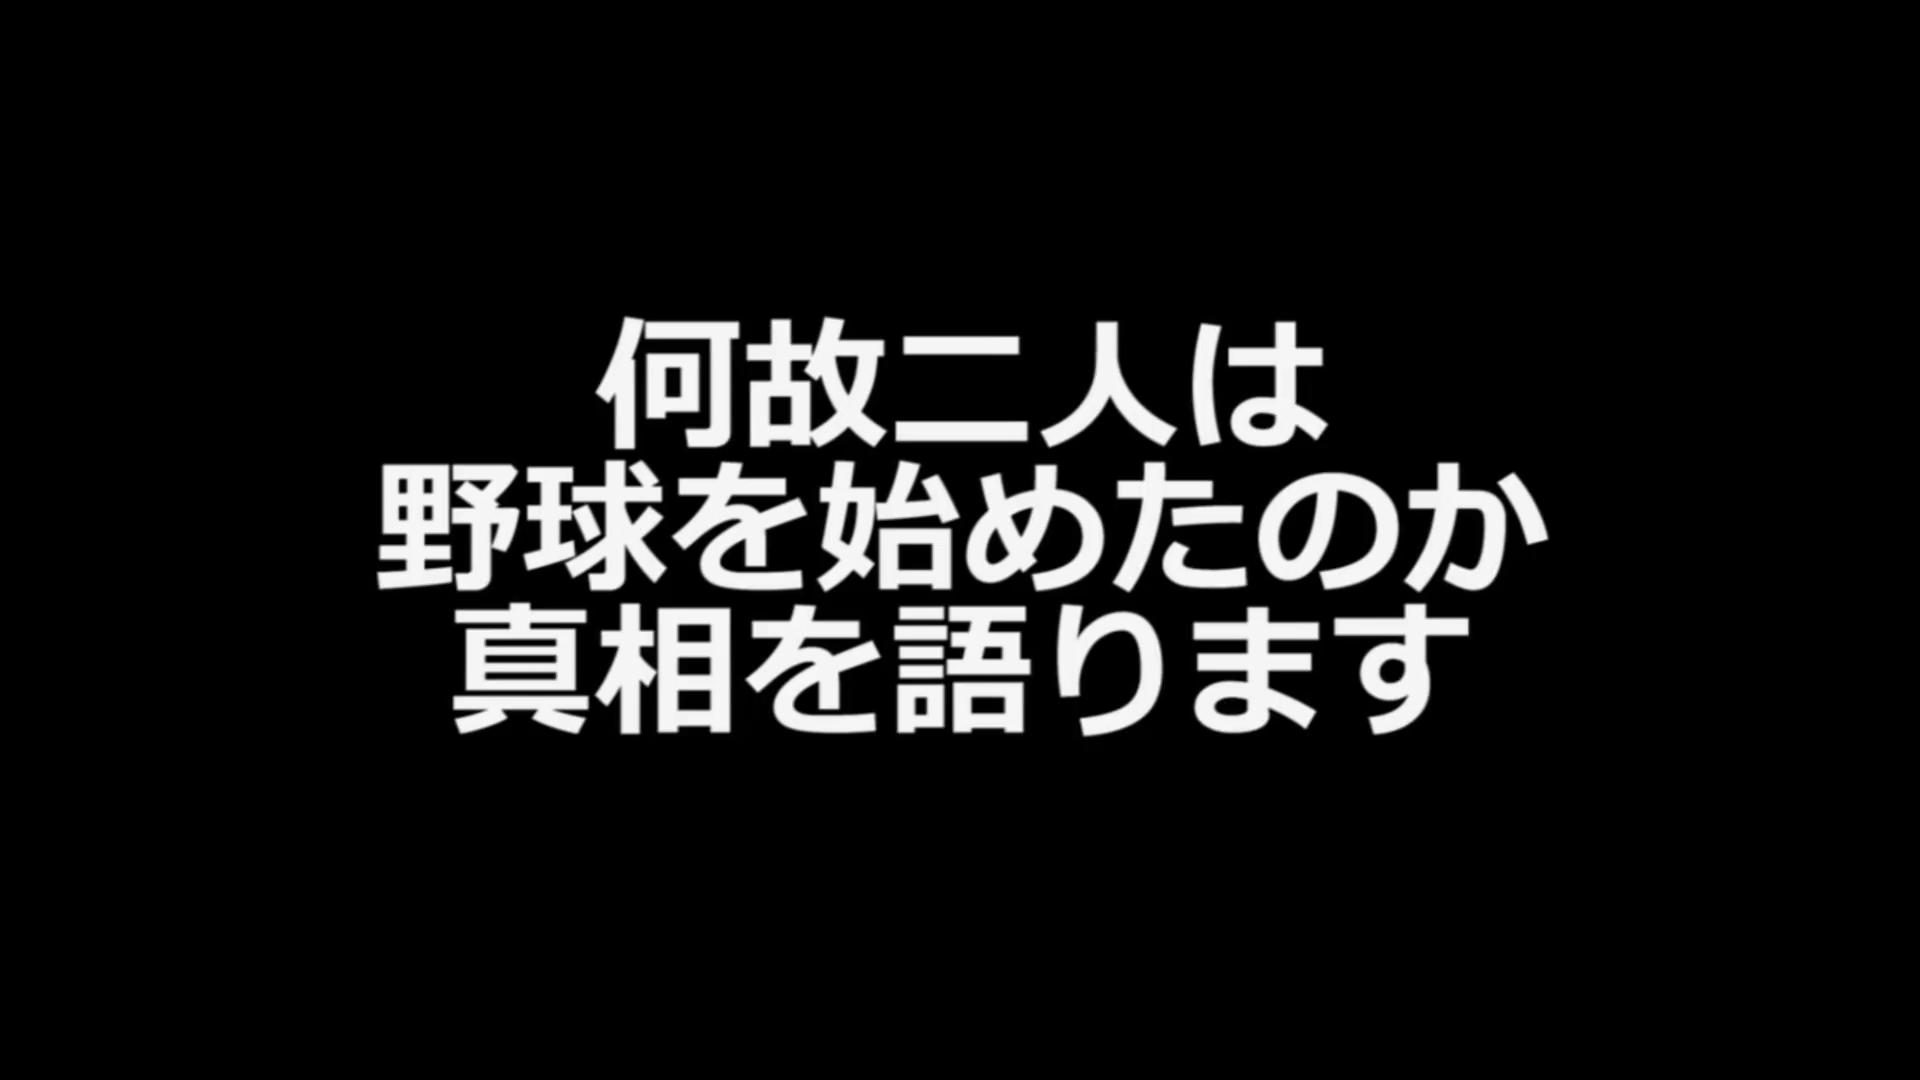 何故二人は
野球を始めたのか
真相を語ります